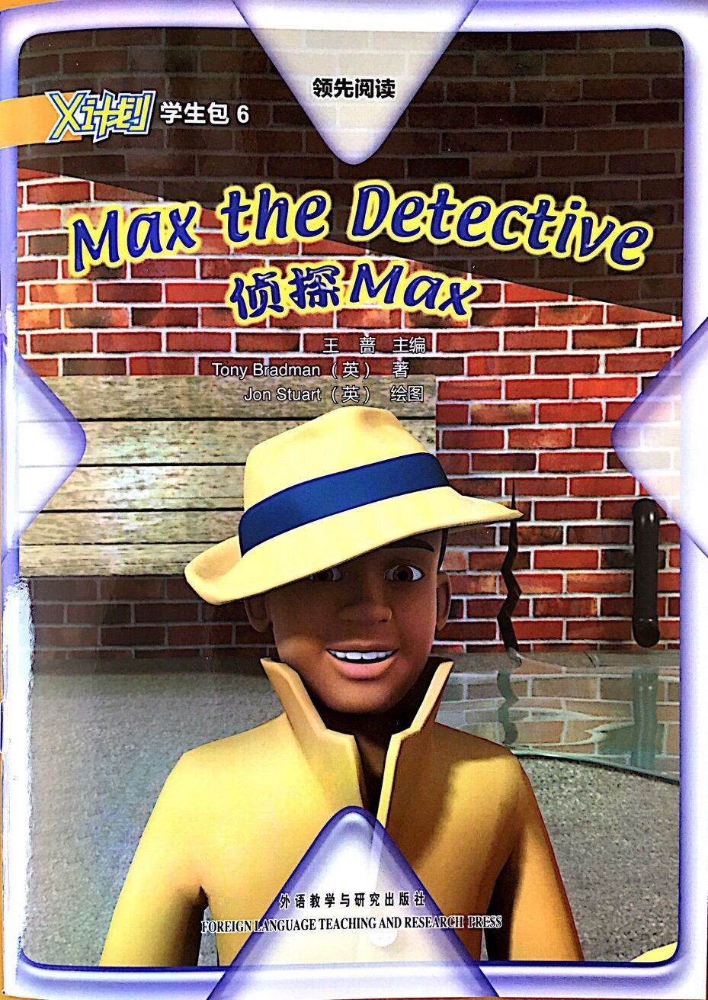 领先阅读
X计划 学生包 6
Max the Detective
侦探Max
王 蔷 主编
Tony Bradman（英） 著
Jon Stuart（英） 绘图
外语教学与研究出版社
FOREIGN LANGUAGE TEACHING AND RESEARCH PRESS